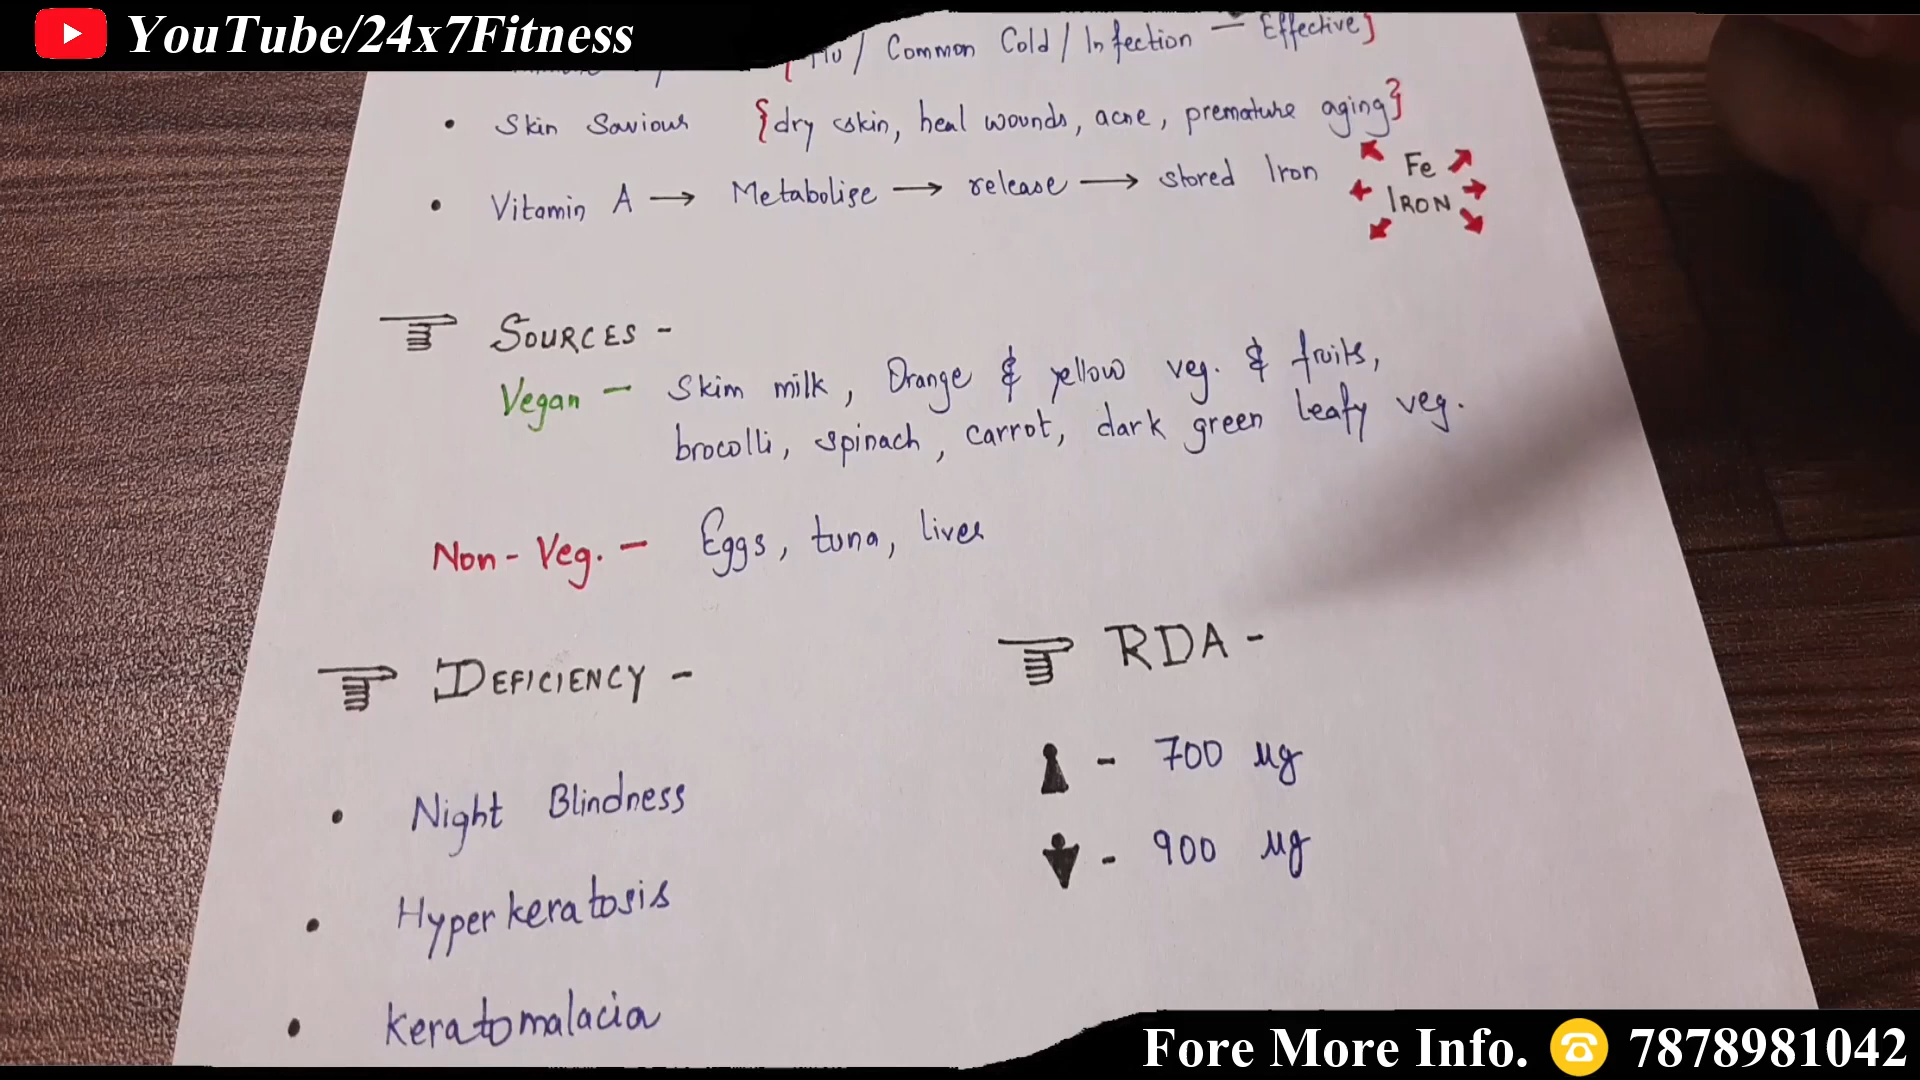 YouTube/24x7Fitness
Common Cold / Infection — Effective]
• Skin Saviour {dry skin, heal wounds, acne, premature aging}
• Vitamin A → Metabolise → release → stored Iron
Fe
IRON
SOURCES -
Vegan — Skim milk, Orange & yellow veg. & fruits,
brocolli, spinach, carrot, dark green leafy veg.
Non-Veg. — Eggs, tuna, liver
DEFICIENCY -
RDA -
• Night Blindness
- 700 µg
- 900 µg
• Hyperkeratosis
• Keratomalacia
Fore More Info. 7878981042